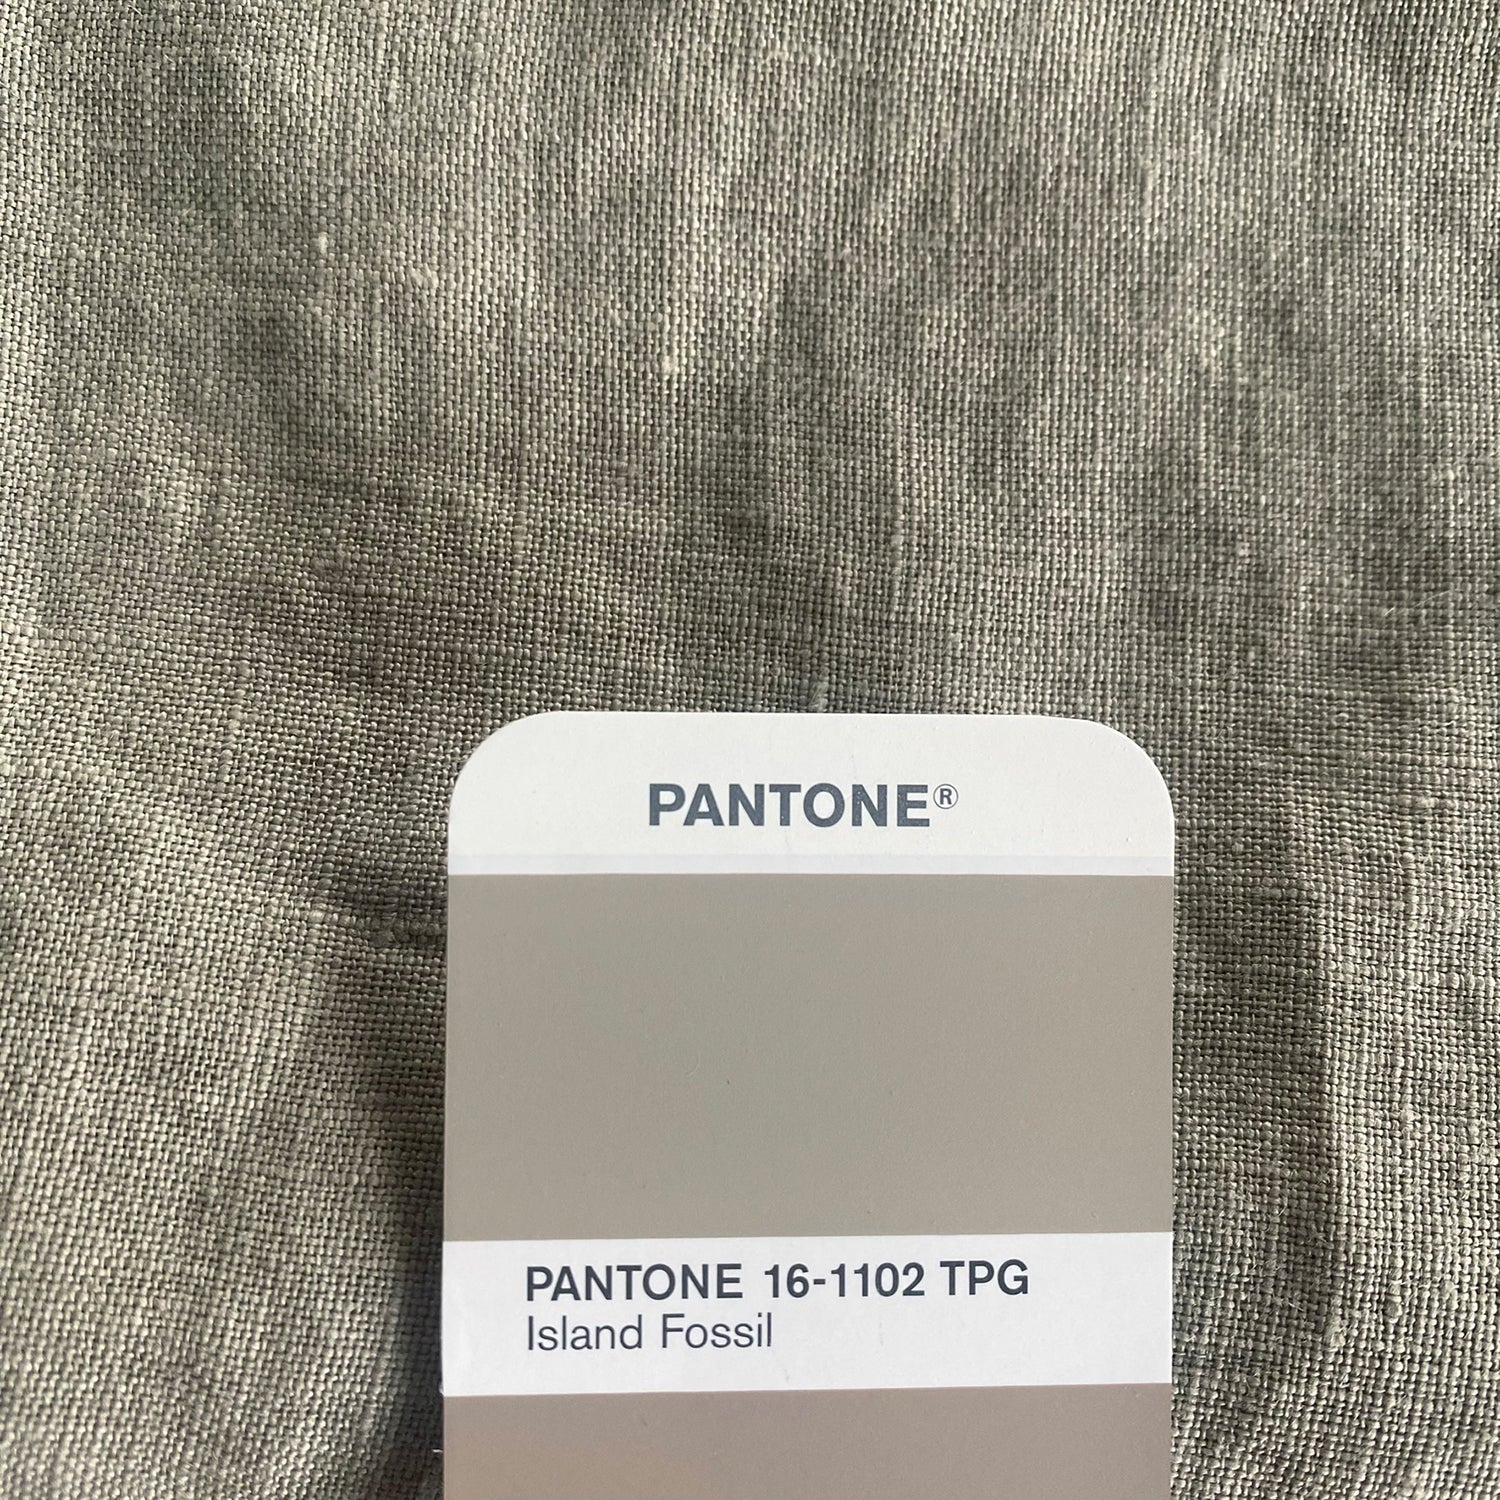 PANTONE®
PANTONE 16-1102 TPG
Island Fossil